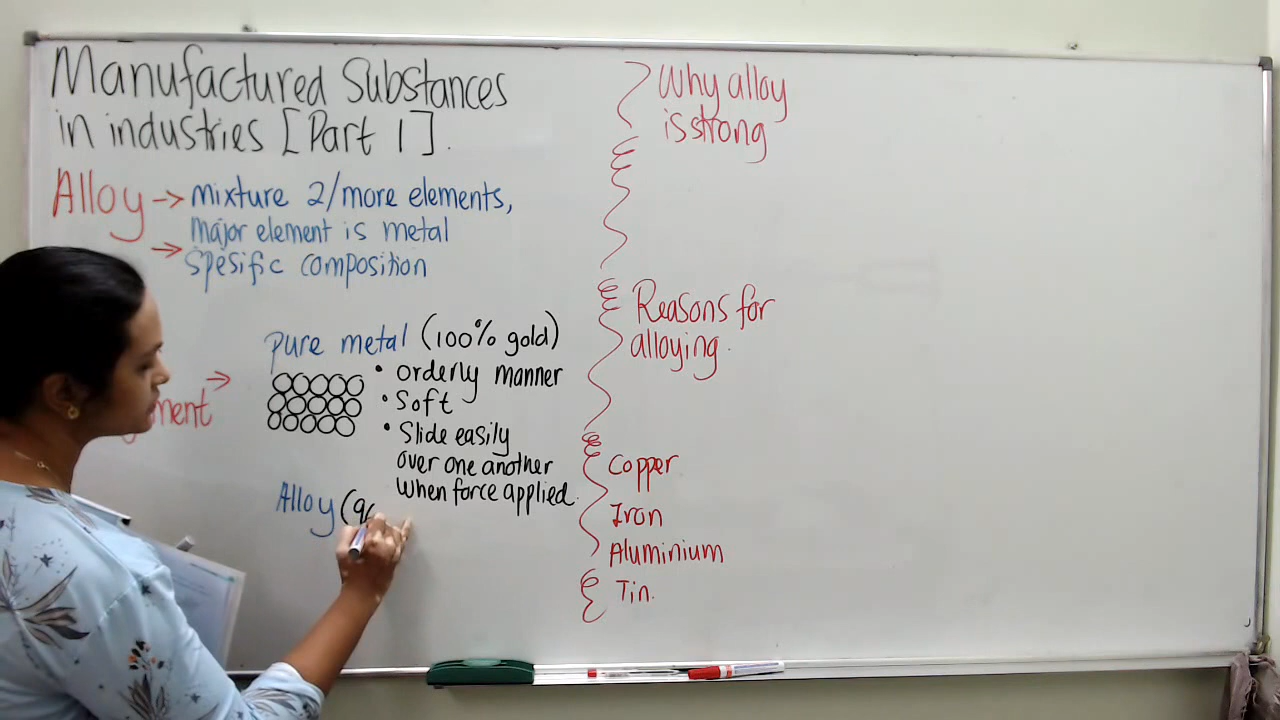 Manufactured Substances
in industries [Part 1].
Alloy → mixture 2/more elements,
major element is metal
→ spesific composition
pure metal (100% gold)
• orderly manner
• Soft
• Slide easily
over one another
when force applied.
Alloy (9
Why alloy
is strong
Reasons for
alloying.
Copper
Iron
Aluminium
Tin.